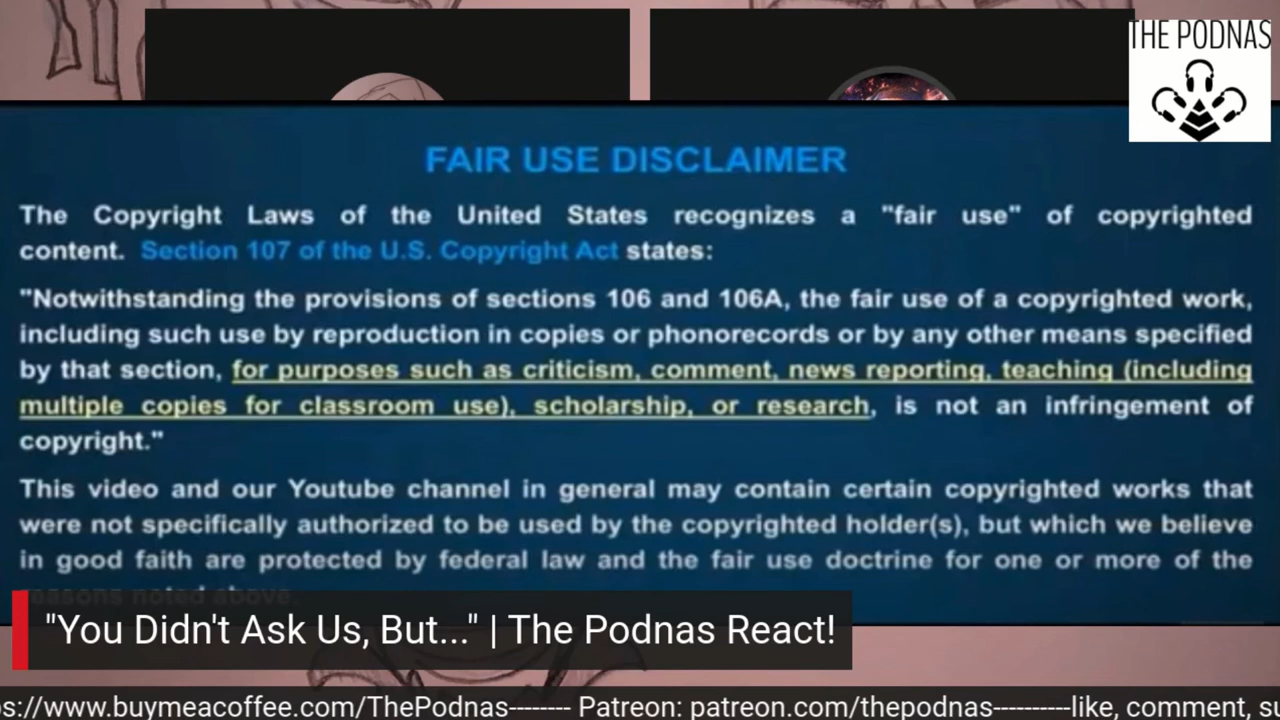 THE PODNAS
FAIR USE DISCLAIMER
The Copyright Laws of the United States recognizes a "fair use" of copyrighted
content. Section 107 of the U.S. Copyright Act states:
"Notwithstanding the provisions of sections 106 and 106A, the fair use of a copyrighted work,
including such use by reproduction in copies or phonorecords or by any other means specified
by that section, for purposes such as criticism, comment, news reporting, teaching (including
multiple copies for classroom use), scholarship, or research, is not an infringement of
copyright."
This video and our Youtube channel in general may contain certain copyrighted works that
were not specifically authorized to be used by the copyrighted holder(s), but which we believe
in good faith are protected by federal law and the fair use doctrine for one or more of the
reasons noted above.
"You Didn't Ask Us, But..." | The Podnas React!
s://www.buymeacoffee.com/ThePodnas-------- Patreon: patreon.com/thepodnas----------like, comment, su